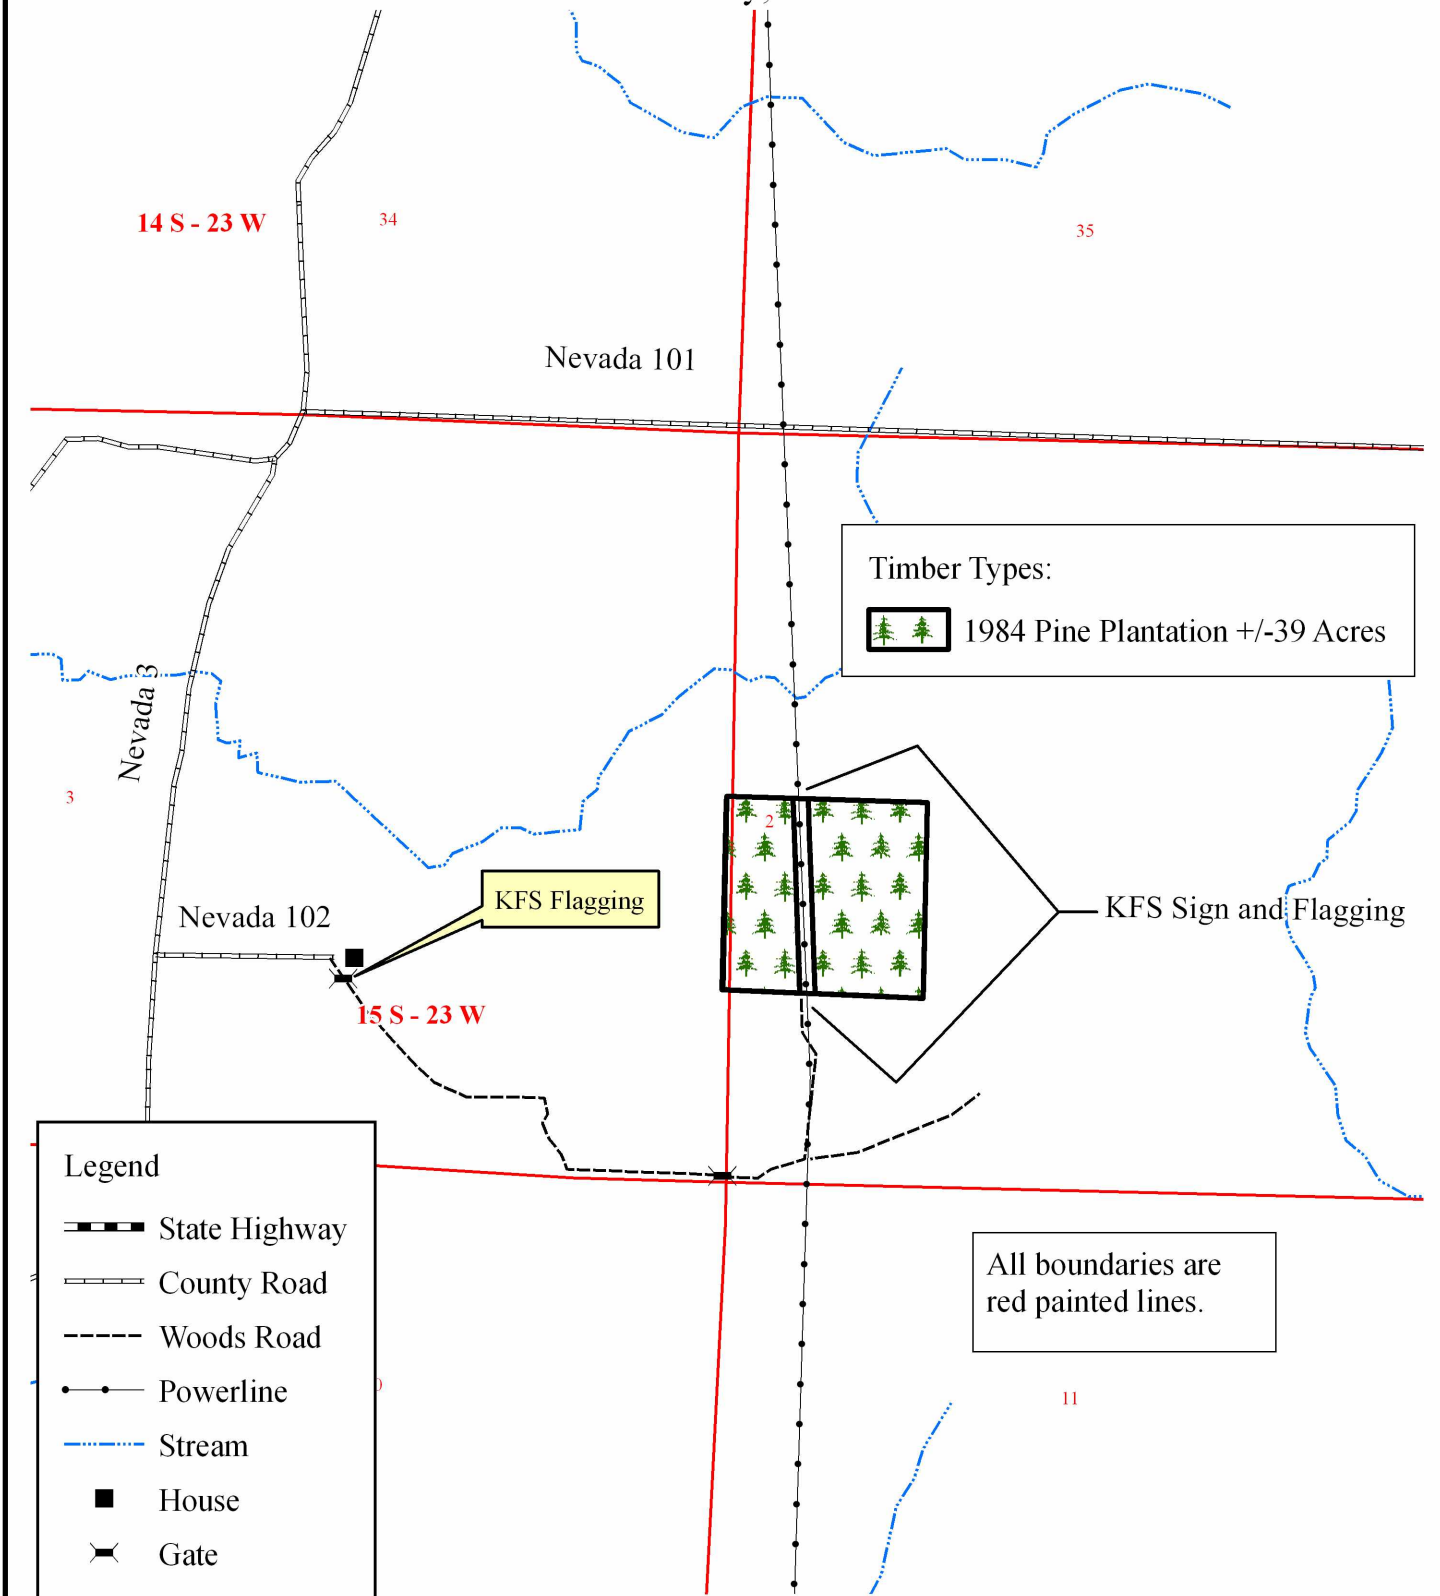 14 S - 23 W
34
35
Nevada 101
Timber Types:
1984 Pine Plantation +/-39 Acres
Nevada 3
3
2
KFS Flagging
KFS Sign and Flagging
Nevada 102
15 S - 23 W
Legend
State Highway
County Road
Woods Road
Powerline
Stream
House
Gate
All boundaries are
red painted lines.
11